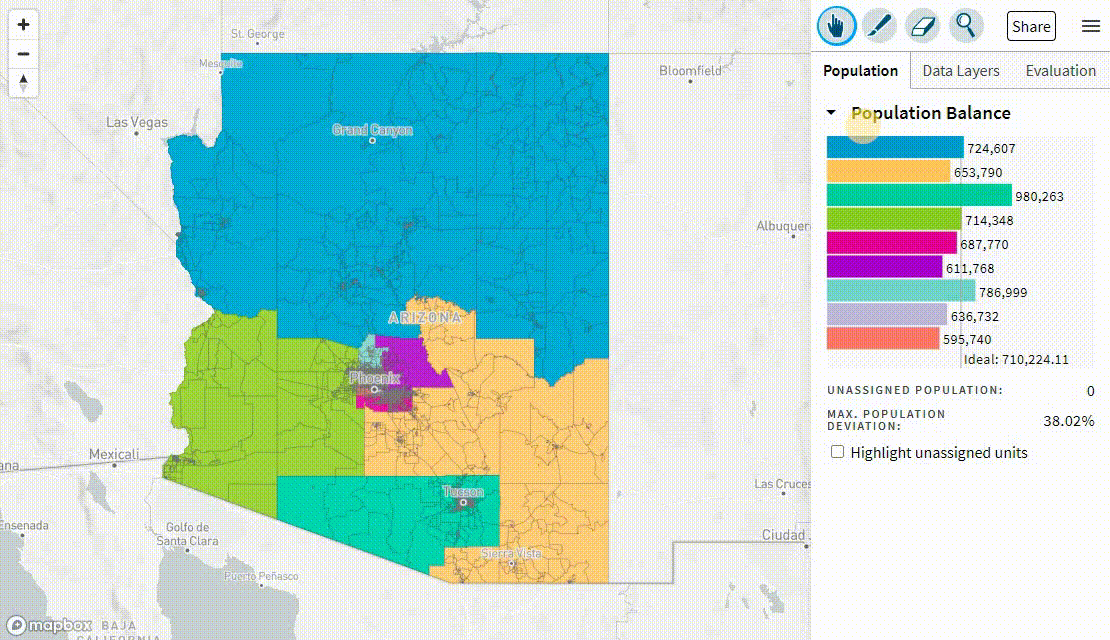 +
−
St. George
Mesquite
Las Vegas
Grand Canyon
Bloomfield
Albuquer
ARIZONA
Phoenix
Mexicali
ana
Tucson
Las Cruces
Ensenada
Golfo de
Santa Clara
Sierra Vista
Ciudad
Puerto Peñasco
mapbox
BAJA
CALIFORNIA
Share
Population
Data Layers
Evaluation
Population Balance
724,607
653,790
980,263
714,348
687,770
611,768
786,999
636,732
595,740
Ideal: 710,224.11
UNASSIGNED POPULATION: 0
MAX. POPULATION
DEVIATION: 38.02%
Highlight unassigned units